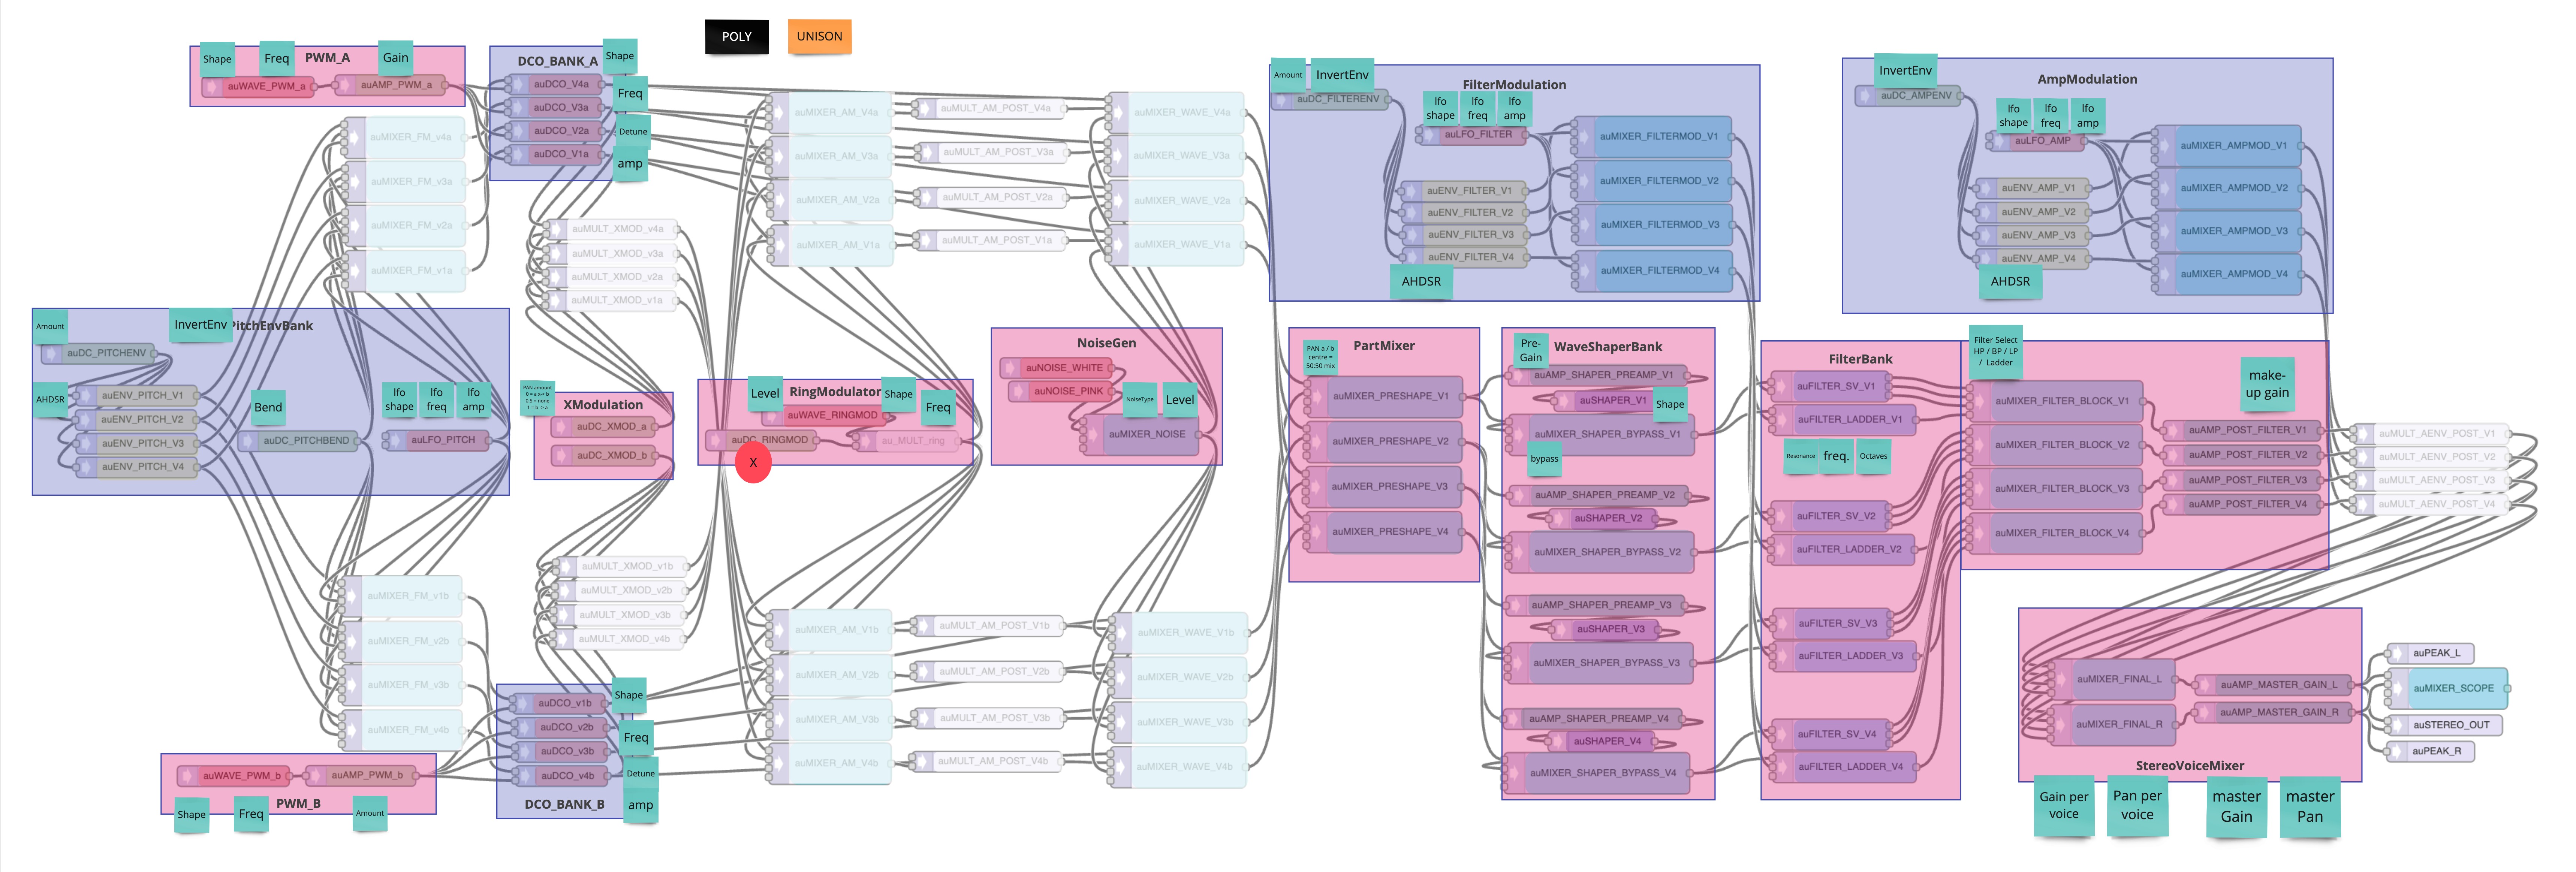 POLY
UNISON
Shape
Freq
PWM_A
Gain
auWAVE_PWM_a
auAMP_PWM_a
DCO_BANK_A
Shape
auDCO_V4a
auDCO_V3a
auDCO_V2a
auDCO_V1a
Freq
Detune
amp
auMIXER_FM_v4a
auMIXER_FM_v3a
auMIXER_FM_v2a
auMIXER_FM_v1a
auMULT_XMOD_v4a
auMULT_XMOD_v3a
auMULT_XMOD_v2a
auMULT_XMOD_v1a
auMIXER_AM_V4a
auMIXER_AM_V3a
auMIXER_AM_V2a
auMIXER_AM_V1a
auMULT_AM_POST_V4a
auMULT_AM_POST_V3a
auMULT_AM_POST_V2a
auMULT_AM_POST_V1a
auMIXER_WAVE_V4a
auMIXER_WAVE_V3a
auMIXER_WAVE_V2a
auMIXER_WAVE_V1a
Amount
InvertEnv
FilterModulation
auDC_FILTERENV
lfo
shape
lfo
freq
lfo
amp
auLFO_FILTER
auENV_FILTER_V1
auENV_FILTER_V2
auENV_FILTER_V3
auENV_FILTER_V4
AHDSR
auMIXER_FILTERMOD_V1
auMIXER_FILTERMOD_V2
auMIXER_FILTERMOD_V3
auMIXER_FILTERMOD_V4
InvertEnv
AmpModulation
auDC_AMPENV
lfo
shape
lfo
freq
lfo
amp
auLFO_AMP
auENV_AMP_V1
auENV_AMP_V2
auENV_AMP_V3
auENV_AMP_V4
AHDSR
auMIXER_AMPMOD_V1
auMIXER_AMPMOD_V2
auMIXER_AMPMOD_V3
auMIXER_AMPMOD_V4
Amount
InvertEnv
PitchEnvBank
auDC_PITCHENV
AHDSR
auENV_PITCH_V1
auENV_PITCH_V2
auENV_PITCH_V3
auENV_PITCH_V4
Bend
auDC_PITCHBEND
lfo
shape
lfo
freq
lfo
amp
auLFO_PITCH
PAN amount
0 = a » b
0.5 = none
1 = b -> a
XModulation
auDC_XMOD_a
auDC_XMOD_b
Level
RingModulator
Shape
Freq
auWAVE_RINGMOD
auDC_RINGMOD
au_MULT_ring
X
NoiseGen
auNOISE_WHITE
auNOISE_PINK
NoiseType
Level
auMIXER_NOISE
PAN a / b
centre =
50:50 mix
PartMixer
auMIXER_PRESHAPE_V1
auMIXER_PRESHAPE_V2
auMIXER_PRESHAPE_V3
auMIXER_PRESHAPE_V4
Pre-
Gain
WaveShaperBank
auAMP_SHAPER_PREAMP_V1
auSHAPER_V1
Shape
auMIXER_SHAPER_BYPASS_V1
bypass
auAMP_SHAPER_PREAMP_V2
auSHAPER_V2
auMIXER_SHAPER_BYPASS_V2
auAMP_SHAPER_PREAMP_V3
auSHAPER_V3
auMIXER_SHAPER_BYPASS_V3
auAMP_SHAPER_PREAMP_V4
auSHAPER_V4
auMIXER_SHAPER_BYPASS_V4
FilterBank
auFILTER_SV_V1
auFILTER_LADDER_V1
Resonance
freq.
Octaves
auFILTER_SV_V2
auFILTER_LADDER_V2
auFILTER_SV_V3
auFILTER_LADDER_V3
auFILTER_SV_V4
auFILTER_LADDER_V4
Filter Select
HP / BP / LP
/ Ladder
auMIXER_FILTER_BLOCK_V1
auMIXER_FILTER_BLOCK_V2
auMIXER_FILTER_BLOCK_V3
auMIXER_FILTER_BLOCK_V4
make-
up gain
auAMP_POST_FILTER_V1
auAMP_POST_FILTER_V2
auAMP_POST_FILTER_V3
auAMP_POST_FILTER_V4
auMULT_AENV_POST_V1
auMULT_AENV_POST_V2
auMULT_AENV_POST_V3
auMULT_AENV_POST_V4
auMIXER_FM_v1b
auMIXER_FM_v2b
auMIXER_FM_v3b
auMIXER_FM_v4b
auMULT_XMOD_v1b
auMULT_XMOD_v2b
auMULT_XMOD_v3b
auMULT_XMOD_v4b
auDCO_v1b
auDCO_v2b
auDCO_v3b
auDCO_v4b
DCO_BANK_B
Shape
Freq
Detune
amp
auWAVE_PWM_b
auAMP_PWM_b
PWM_B
Shape
Freq
Amount
auMIXER_AM_V1b
auMIXER_AM_V2b
auMIXER_AM_V3b
auMIXER_AM_V4b
auMULT_AM_POST_V1b
auMULT_AM_POST_V2b
auMULT_AM_POST_V3b
auMULT_AM_POST_V4b
auMIXER_WAVE_V1b
auMIXER_WAVE_V2b
auMIXER_WAVE_V3b
auMIXER_WAVE_V4b
auMIXER_FINAL_L
auMIXER_FINAL_R
auAMP_MASTER_GAIN_L
auAMP_MASTER_GAIN_R
StereoVoiceMixer
auPEAK_L
auMIXER_SCOPE
auSTEREO_OUT
auPEAK_R
Gain per
voice
Pan per
voice
master
Gain
master
Pan